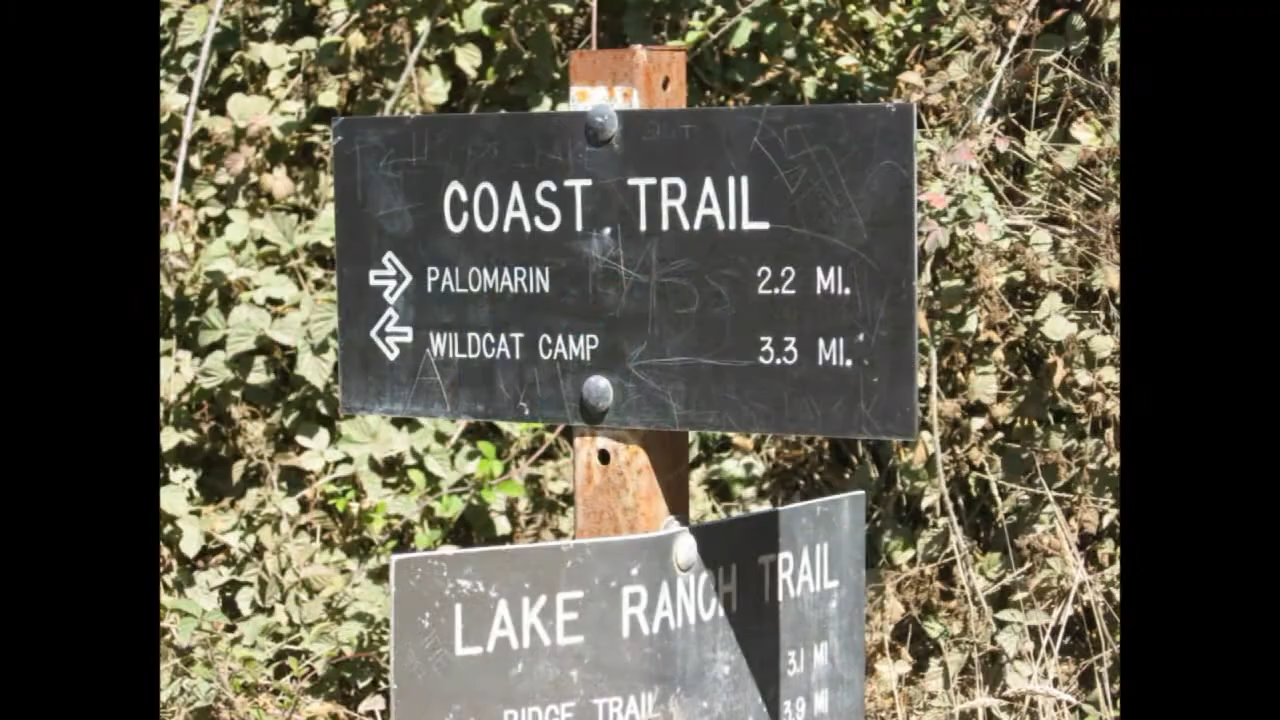 COAST TRAIL
PALOMARIN 2.2 MI.
WILDCAT CAMP 3.3 MI.
LAKE RANCH TRAIL
3.1 MI
RIDGE TRAIL 3.9 MI